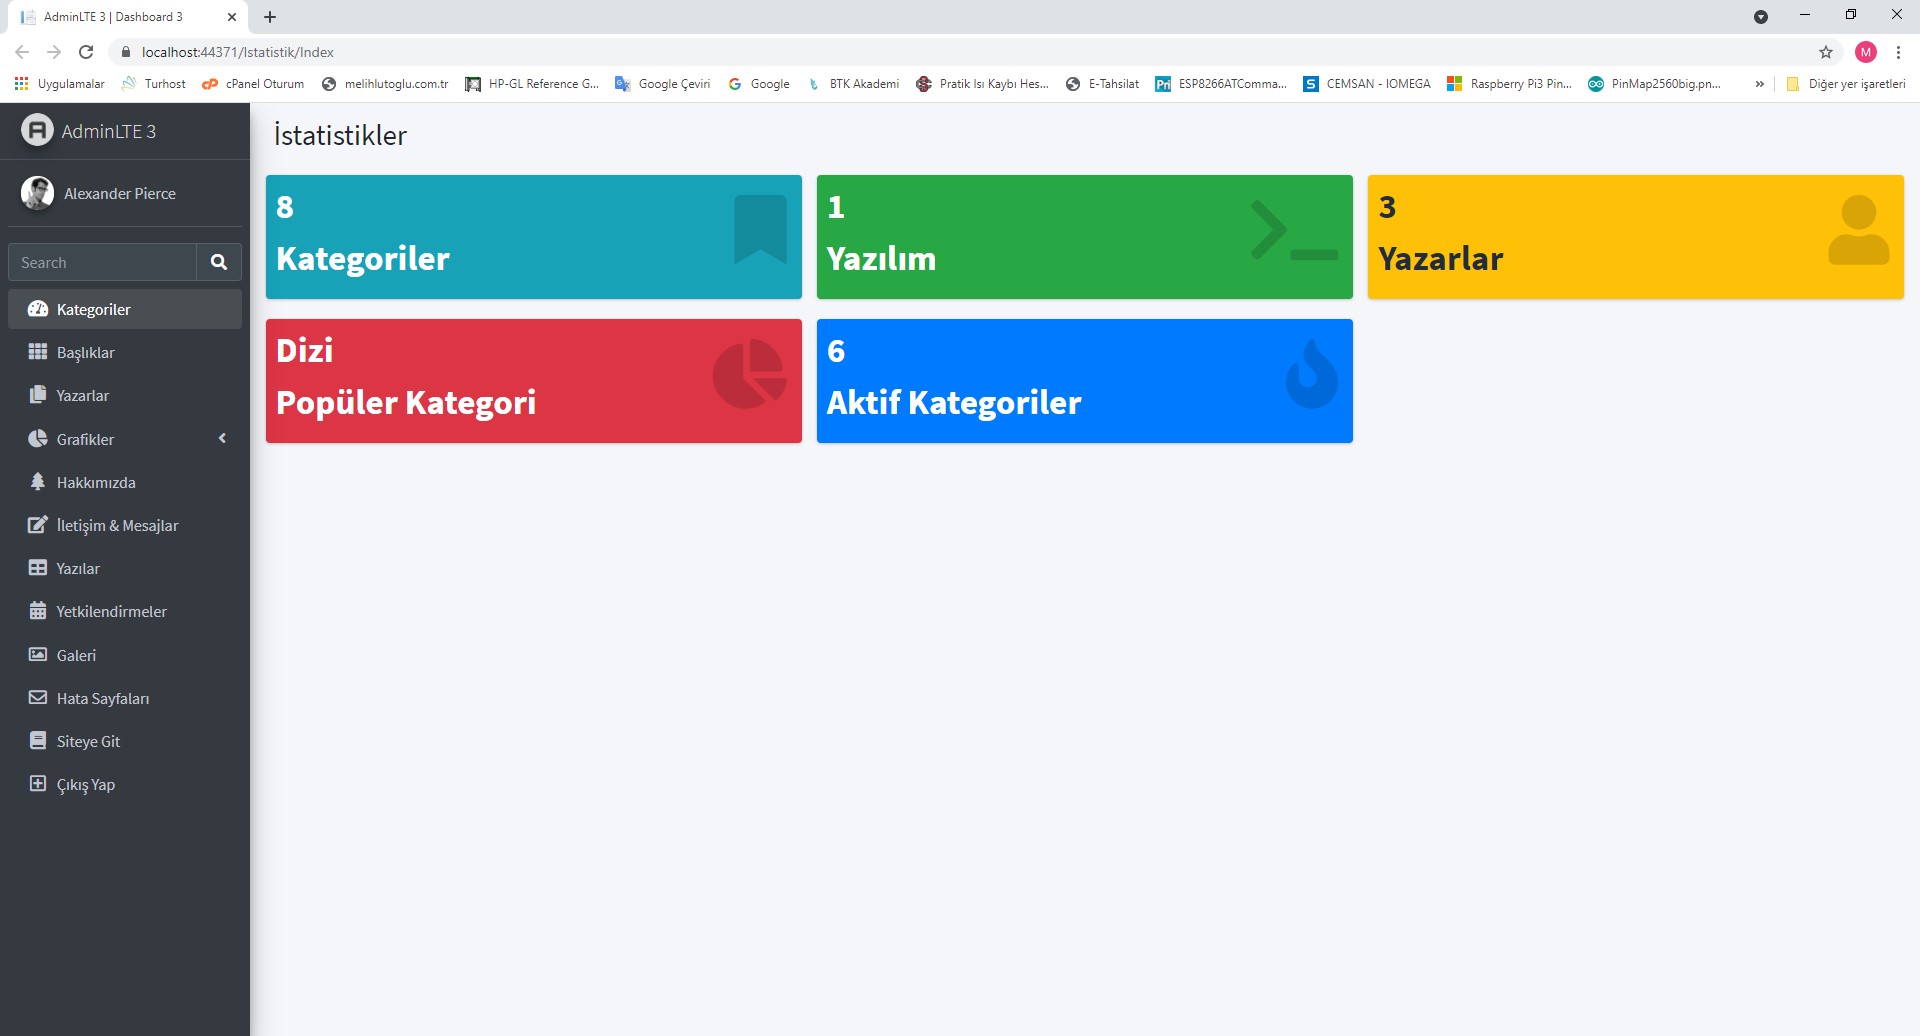 AdminLTE 3 | Dashboard 3
localhost:44371/Istatistik/Index
M
Uygulamalar
Turhost
cPanel Oturum
melihlutoglu.com.tr
HP-GL Reference G...
Google Çeviri
Google
BTK Akademi
Pratik Isı Kaybı Hes...
E-Tahsilat
ESP8266ATComma...
CEMSAN - IOMEGA
Raspberry Pi3 Pin...
PinMap2560big.pn...
»
Diğer yer işaretleri
AdminLTE 3
Alexander Pierce
Search
Kategoriler
Başlıklar
Yazarlar
Grafikler
Hakkımızda
İletişim & Mesajlar
Yazılar
Yetkilendirmeler
Galeri
Hata Sayfaları
Siteye Git
Çıkış Yap
İstatistikler
8
Kategoriler
1
Yazılım
3
Yazarlar
Dizi
Popüler Kategori
6
Aktif Kategoriler